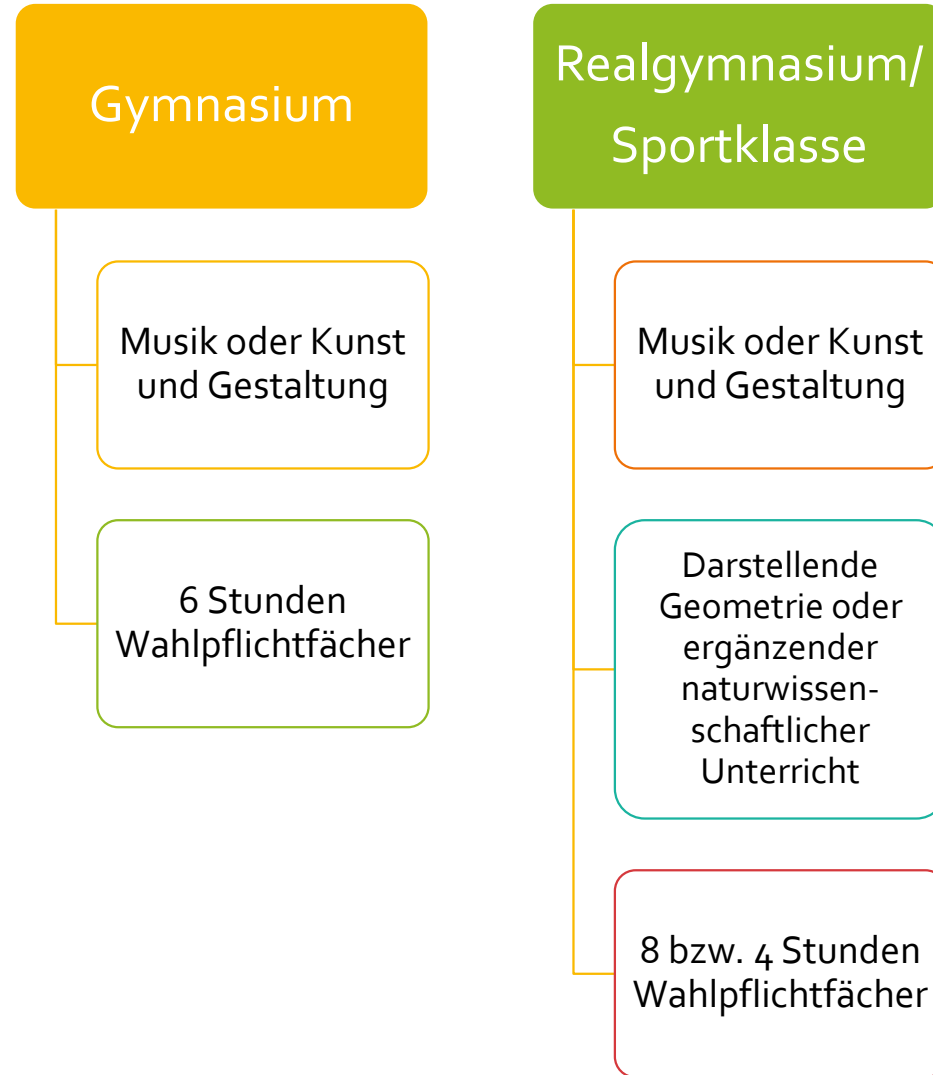 Gymnasium
Musik oder Kunst
und Gestaltung
6 Stunden
Wahlpflichtfächer
Realgymnasium/
Sportklasse
Musik oder Kunst
und Gestaltung
Darstellende
Geometrie oder
ergänzender
naturwissen-
schaftlicher
Unterricht
8 bzw. 4 Stunden
Wahlpflichtfächer